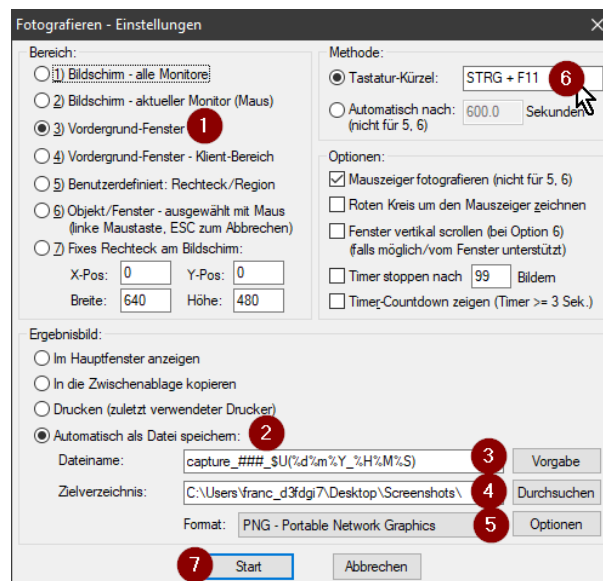 Fotografieren - Einstellungen
Bereich:
1) Bildschirm - alle Monitore
2) Bildschirm - aktueller Monitor (Maus)
3) Vordergrund-Fenster 1
4) Vordergrund-Fenster - Klient-Bereich
5) Benutzerdefiniert: Rechteck/Region
6) Objekt/Fenster - ausgewählt mit Maus
(linke Maustaste, ESC zum Abbrechen)
7) Fixes Rechteck am Bildschirm:
X-Pos: 0 Y-Pos: 0
Breite: 640 Höhe: 480
Methode:
Tastatur-Kürzel: STRG + F11 6
Automatisch nach: 600.0 Sekunden
(nicht für 5, 6)
Optionen:
Mauszeiger fotografieren (nicht für 5, 6)
Roten Kreis um den Mauszeiger zeichnen
Fenster vertikal scrollen (bei Option 6)
(falls möglich/vom Fenster unterstützt)
Timer stoppen nach 99 Bildern
Timer-Countdown zeigen (Timer >= 3 Sek.)
Ergebnisbild:
Im Hauptfenster anzeigen
In die Zwischenablage kopieren
Drucken (zuletzt verwendeter Drucker)
Automatisch als Datei speichern: 2
Dateiname: capture_###_$U(%d%m%Y_%H%M%S) 3 Vorgabe
Zielverzeichnis: C:\Users\franc_d3fdgi7\Desktop\Screenshots\ 4 Durchsuchen
Format: PNG - Portable Network Graphics 5 Optionen
7 Start Abbrechen